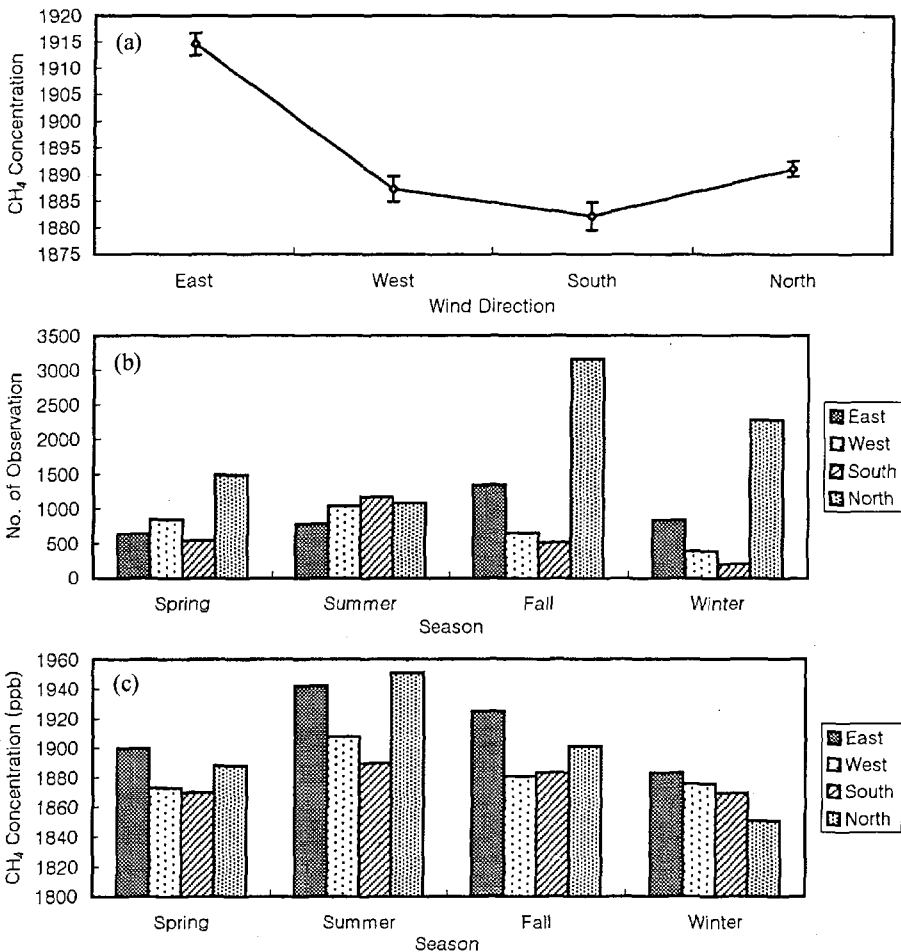 (a)
CH₄ Concentration
1920
1915
1910
1905
1900
1895
1890
1885
1880
1875
East West South North
Wind Direction
(b)
No. of Observation
3500
3000
2500
2000
1500
1000
500
0
Spring Summer Fall Winter
Season
East
West
South
North
(c)
CH₄ Concentration (ppb)
1960
1940
1920
1900
1880
1860
1840
1820
1800
Spring Summer Fall Winter
Season
East
West
South
North